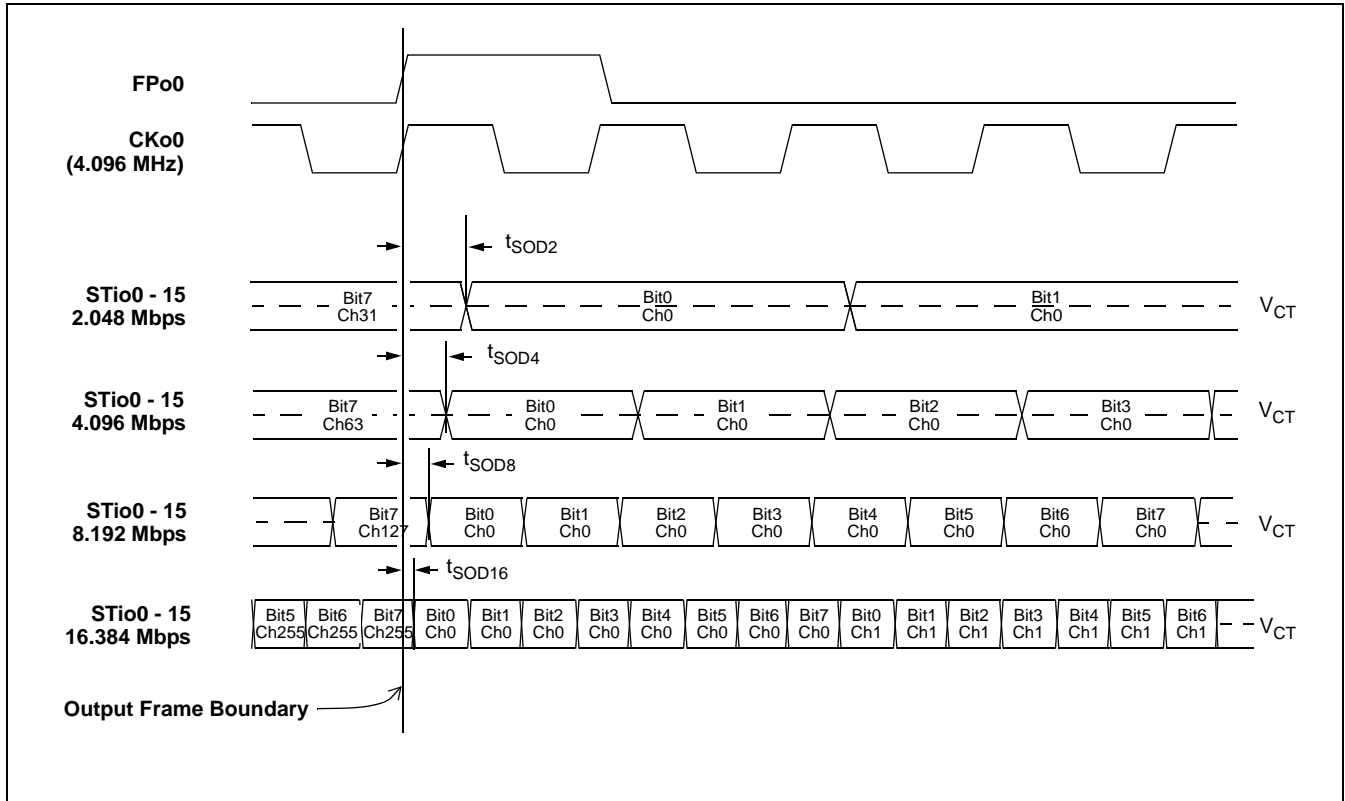 FPo0
CKo0
(4.096 MHz)
tSOD2
STio0 - 15
2.048 Mbps
Bit7 Bit0 Bit1
Ch31 Ch0 Ch0
VCT
tSOD4
STio0 - 15
4.096 Mbps
Bit7 Bit0 Bit1 Bit2 Bit3
Ch63 Ch0 Ch0 Ch0 Ch0
VCT
tSOD8
STio0 - 15
8.192 Mbps
Bit7 Bit0 Bit1 Bit2 Bit3 Bit4 Bit5 Bit6 Bit7
Ch127 Ch0 Ch0 Ch0 Ch0 Ch0 Ch0 Ch0 Ch0
VCT
tSOD16
STio0 - 15
16.384 Mbps
Bit5 Bit6 Bit7 Bit0 Bit1 Bit2 Bit3 Bit4 Bit5 Bit6 Bit7 Bit0 Bit1 Bit2 Bit3 Bit4 Bit5 Bit6
Ch255 Ch255 Ch255 Ch0 Ch0 Ch0 Ch0 Ch0 Ch0 Ch0 Ch0 Ch1 Ch1 Ch1 Ch1 Ch1 Ch1 Ch1
VCT
Output Frame Boundary